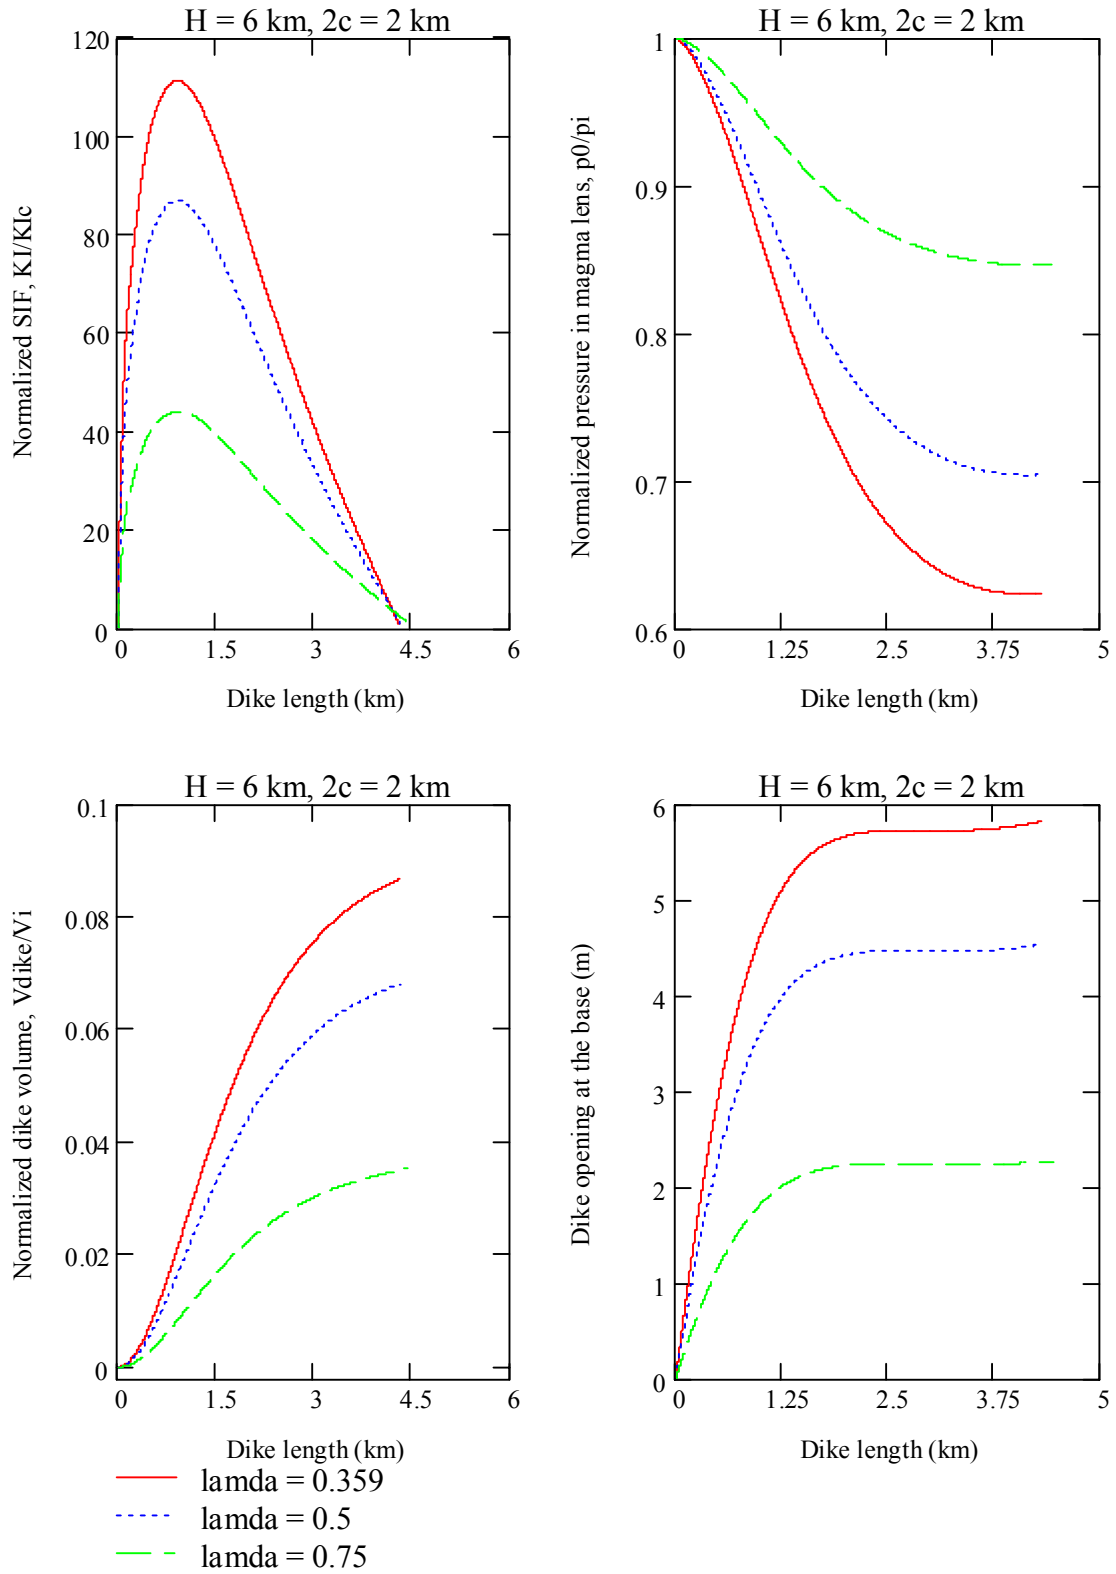 H = 6 km, 2c = 2 km
Normalized SIF, KI/KIc
120
100
80
60
40
20
0
0 1.5 3 4.5 6
Dike length (km)
H = 6 km, 2c = 2 km
Normalized pressure in magma lens, p0/pi
1
0.9
0.8
0.7
0.6
0 1.25 2.5 3.75 5
Dike length (km)
H = 6 km, 2c = 2 km
Normalized dike volume, Vdike/Vi
0.1
0.08
0.06
0.04
0.02
0
0 1.5 3 4.5 6
Dike length (km)
H = 6 km, 2c = 2 km
Dike opening at the base (m)
6
5
4
3
2
1
0
0 1.25 2.5 3.75 5
Dike length (km)
lamda = 0.359
lamda = 0.5
lamda = 0.75